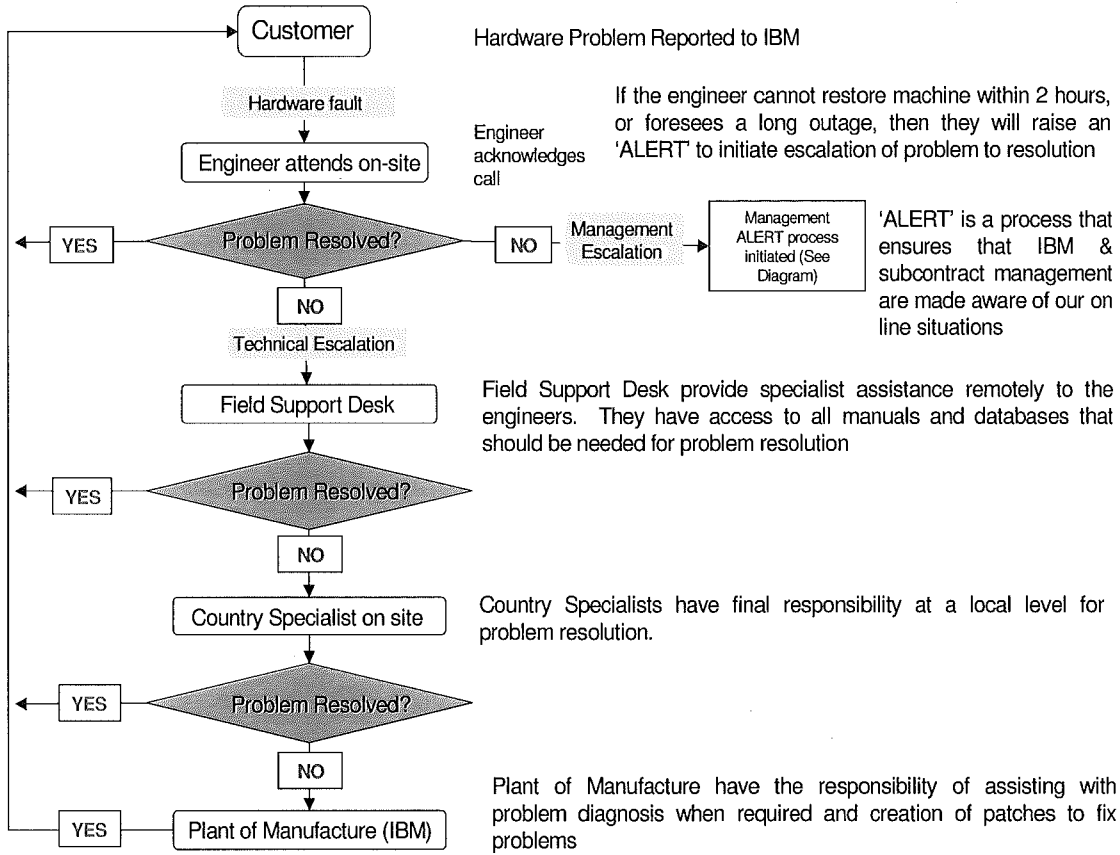 Customer
Hardware Problem Reported to IBM
Hardware fault
If the engineer cannot restore machine within 2 hours,
or foresees a long outage, then they will raise an
'ALERT' to initiate escalation of problem to resolution
Engineer
acknowledges
call
Engineer attends on-site
YES
Problem Resolved?
NO
Management
Escalation
Management
ALERT process
initiated (See
Diagram)
'ALERT' is a process that
ensures that IBM &
subcontract management
are made aware of our on
line situations
NO
Technical Escalation
Field Support Desk
Field Support Desk provide specialist assistance remotely to the
engineers. They have access to all manuals and databases that
should be needed for problem resolution
YES
Problem Resolved?
NO
Country Specialist on site
Country Specialists have final responsibility at a local level for
problem resolution.
YES
Problem Resolved?
NO
YES
Plant of Manufacture (IBM)
Plant of Manufacture have the responsibility of assisting with
problem diagnosis when required and creation of patches to fix
problems